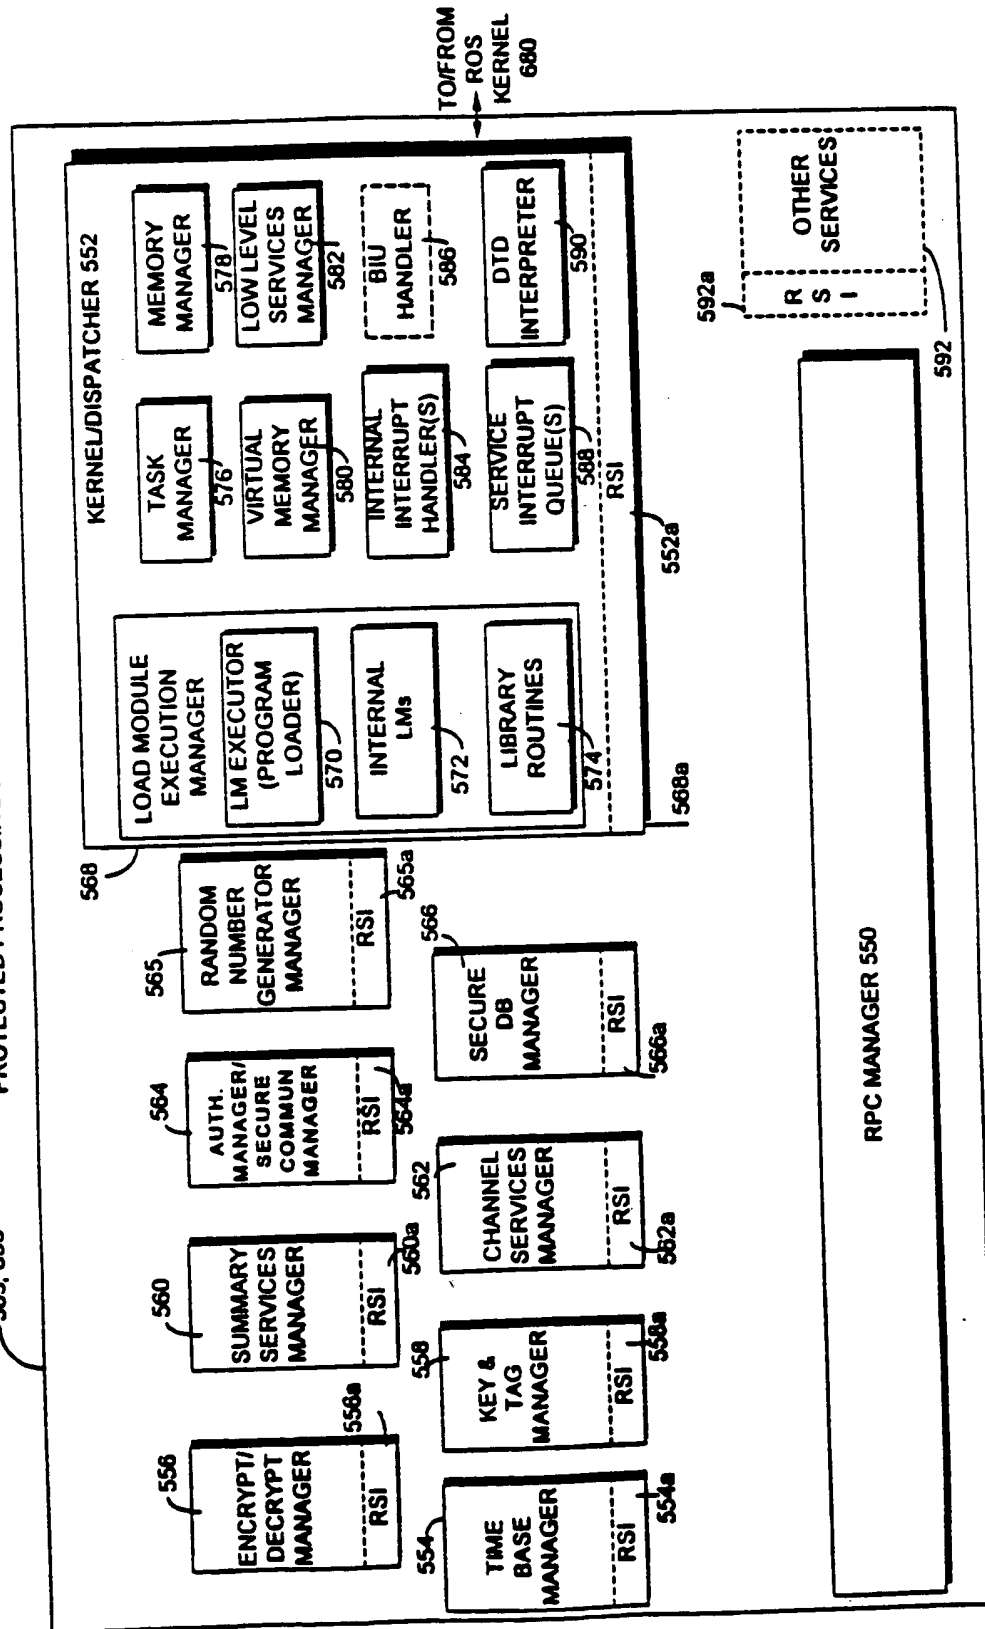 KERNEL/DISPATCHER 552
TO/FROM
ROS
KERNEL
680
568
LOAD MODULE
EXECUTION
MANAGER
LM EXECUTOR
(PROGRAM
LOADER)
570
INTERNAL
LMs
572
LIBRARY
ROUTINES
574
568a
TASK
MANAGER
576
MEMORY
MANAGER
578
VIRTUAL
MEMORY
MANAGER
580
LOW LEVEL
SERVICES
MANAGER
582
INTERNAL
INTERRUPT
HANDLER(S)
584
BIU
HANDLER
586
SERVICE
INTERRUPT
QUEUE(S)
588
DTD
INTERPRETER
590
RSI
552a
556
ENCRYPT/
DECRYPT
MANAGER
RSI
556a
560
SUMMARY
SERVICES
MANAGER
RSI
560a
564
AUTH.
MANAGER/
SECURE
COMMUN
MANAGER
RSI
564a
565
RANDOM
NUMBER
GENERATOR
MANAGER
RSI
565a
554
TIME
BASE
MANAGER
RSI
554a
558
KEY &
TAG
MANAGER
RSI
558a
562
CHANNEL
SERVICES
MANAGER
RSI
562a
566
SECURE
DB
MANAGER
RSI
566a
592a
RSI
OTHER
SERVICES
592
RPC MANAGER 550